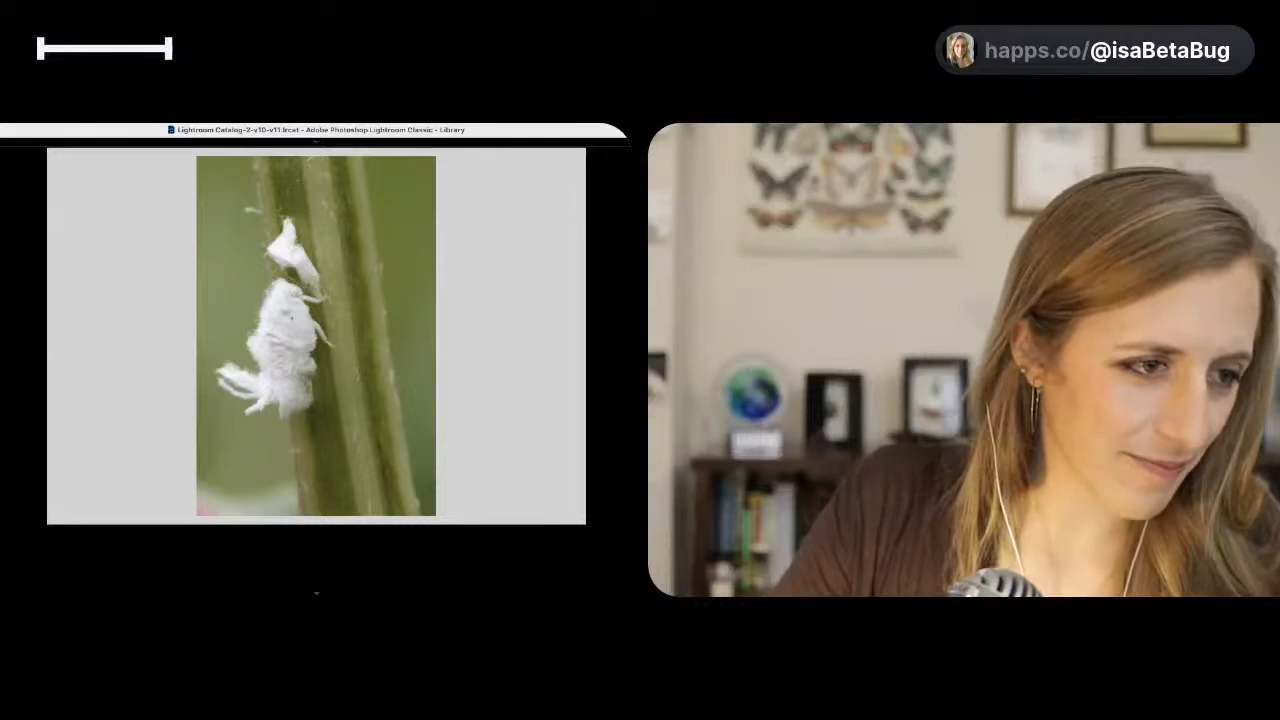 happs.co/@isaBetaBug
Lightroom Catalog-2-v10-v11.lrcat - Adobe Photoshop Lightroom Classic - Library